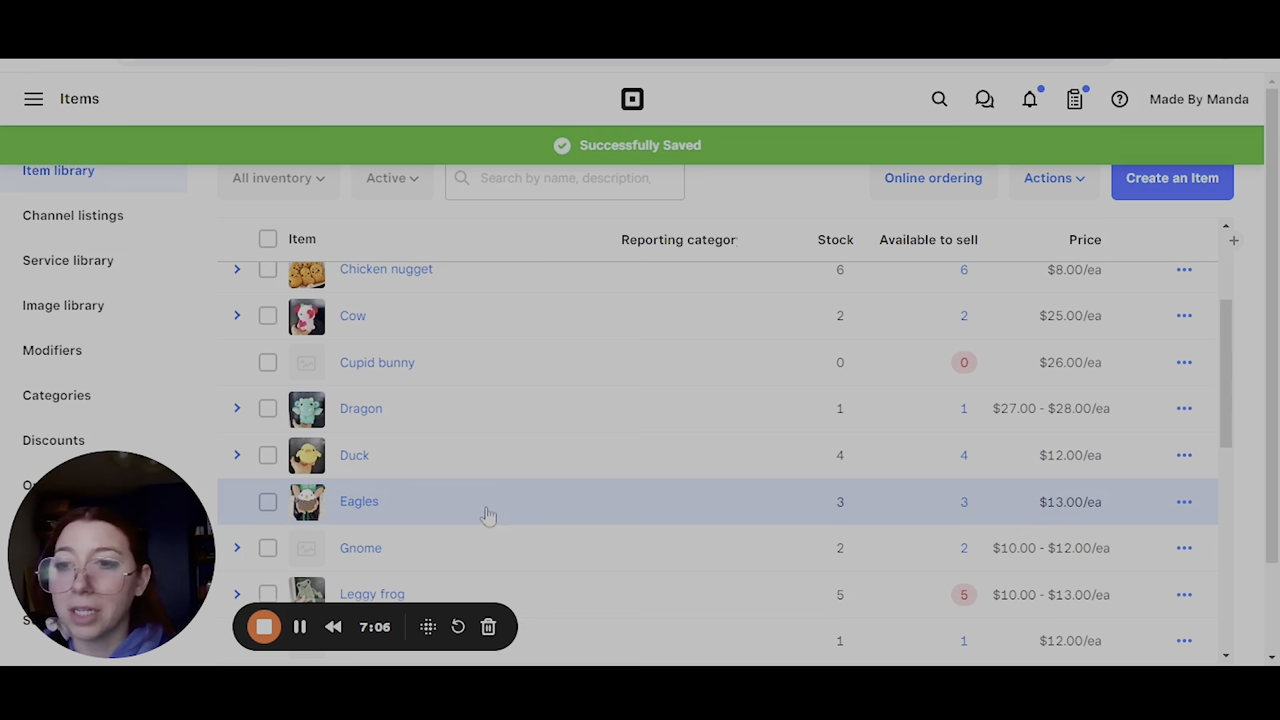 Items
Made By Manda
Successfully Saved
Item library
All inventory
Active
Search by name, description,
Online ordering
Actions
Create an Item
Channel listings
Service library
Image library
Modifiers
Categories
Discounts
Item Reporting categor Stock Available to sell Price
Chicken nugget 6 6 $8.00/ea
Cow 2 2 $25.00/ea
Cupid bunny 0 0 $26.00/ea
Dragon 1 1 $27.00 - $28.00/ea
Duck 4 4 $12.00/ea
Eagles 3 3 $13.00/ea
Gnome 2 2 $10.00 - $12.00/ea
Leggy frog 5 5 $10.00 - $13.00/ea
1 1 $12.00/ea
7:06